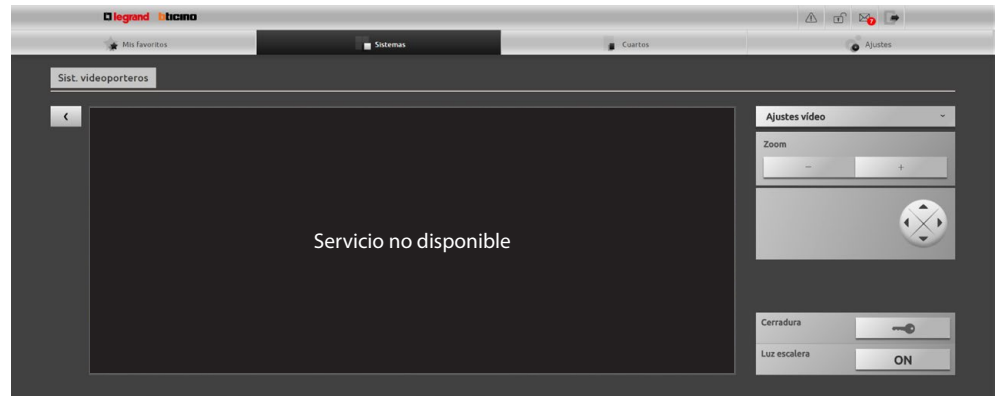 legrand bticino
Mis favoritos
Sistemas
Cuartos
Ajustes
Sist. videoporteros
Ajustes vídeo
Zoom
- +
Servicio no disponible
Cerradura
Luz escalera
ON